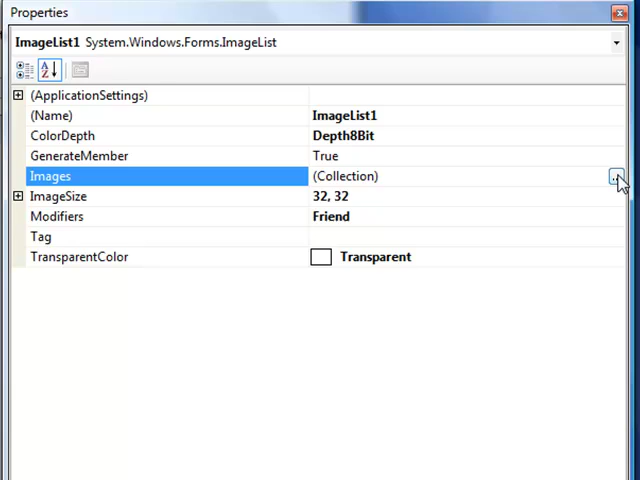 Properties
ImageList1 System.Windows.Forms.ImageList
(ApplicationSettings)
(Name) ImageList1
ColorDepth Depth8Bit
GenerateMember True
Images (Collection)
ImageSize 32, 32
Modifiers Friend
Tag
TransparentColor Transparent